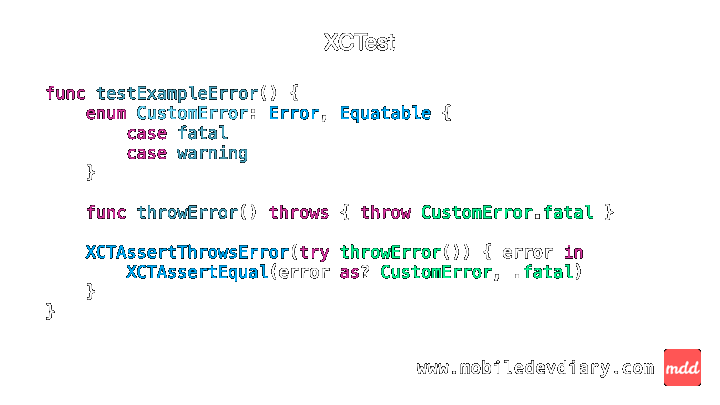 XCTest
func testExampleError() {
    enum CustomError: Error, Equatable {
        case fatal
        case warning
    }
    func throwError() throws { throw CustomError.fatal }
    XCTAssertThrowsError(try throwError()) { error in
        XCTAssertEqual(error as? CustomError, .fatal)
    }
}
www.mobiledevdiary.com mdd